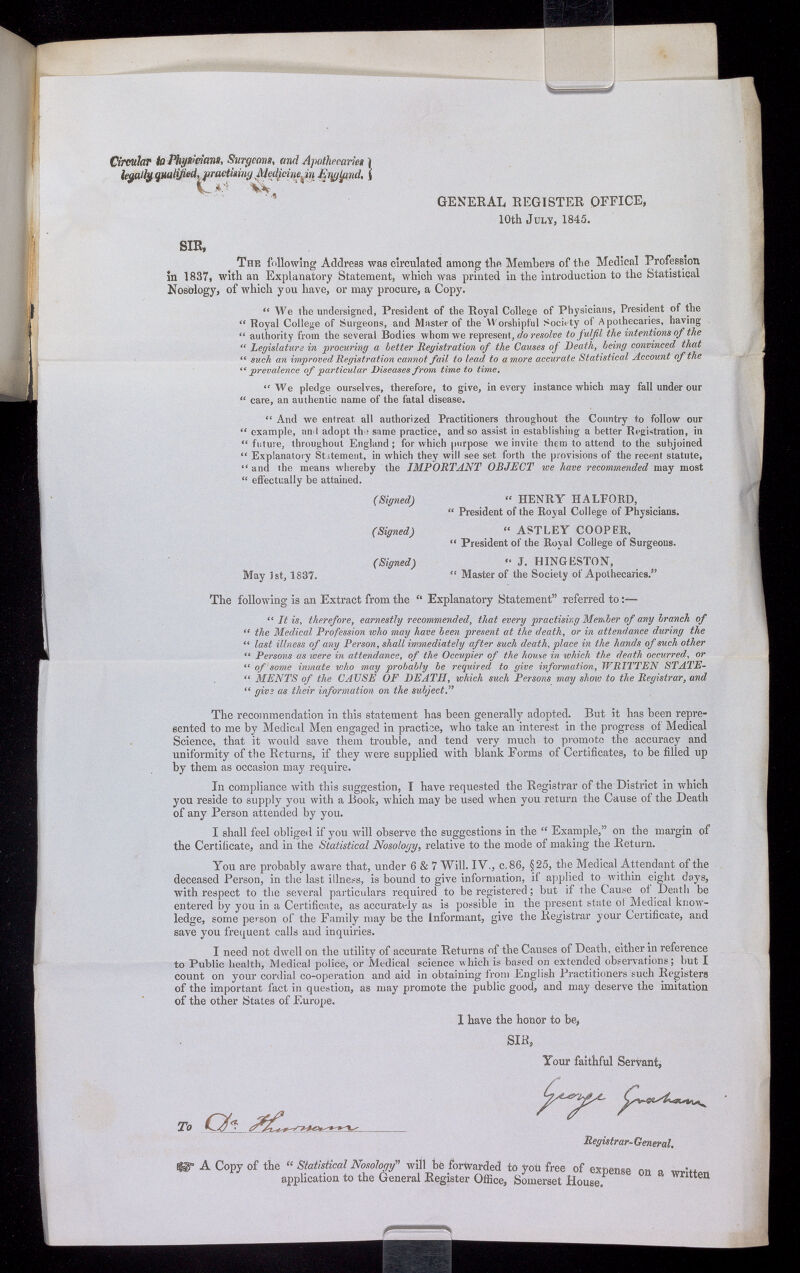 Circular to Physicians, Surgeons, and Apothecaries }
legally qualified, practising Medicine, in England. }
GENERAL REGISTER OFFICE,
10th JULY, 1845.
SIR,
THE following Address was circulated among the Members of the Medical Profession
in 1837, with an Explanatory Statement, which was printed in the introduction to the Statistical
Nosology, of which you have, or may procure, a Copy.
“ We the undersigned, President of the Royal College of Physicians, President of the
“ Royal College of Surgeons, and Master of the Worshipful Society of Apothecaries, having
“ authority from the several Bodies whom we represent, do resolve to fulfil the intentions of the
“ Legislature in procuring a better Registration of the Causes of Death, being convinced that
“ such an improved Registration cannot fail to lead to a more accurate Statistical Account of the
“ prevalence of particular Diseases from time to time.
“ We pledge ourselves, therefore, to give, in every instance which may fall under our
“ care, an authentic name of the fatal disease.
“ And we entreat all authorized Practitioners throughout the Country to follow our
“ example, and adopt the same practice, and so assist in establishing a better Registration, in
“ future, throughout England ; for which purpose we invite them to attend to the subjoined
“ Explanatory Statement, in which they will see set forth the provisions of the recent statute,
“ and the means whereby the IMPORTANT OBJECT we have recommended may most
“ effectually be attained.
(Signed) “ HENRY HALFORD,
“ President of the Royal College of Physicians.
(Signed) “ ASTLEY COOPER,
“ President of the Royal College of Surgeons.
(Signed) “ J. HINGESTON,
May 1st, 1837. “ Master of the Society of Apothecaries.”
The following is an Extract from the “ Explanatory Statement” referred to :—
“ It is, therefore, earnestly recommended, that every practising Member of any branch of
“ the Medical Profession who may have been present at the death, or in attendance during the
“ last illness of any Person, shall immediately after such death, place in the hands of such other
“ Persons as were in attendance, of the Occupier of the house in which the death occurred, or
“ of some inmate who may probably be required to give information, WRITTEN STATE-
“ MENTS of the CAUSE OF DEATH, which such Persons may show to the Registrar, and
“ give as their information on the subject.”
The recommendation in this statement has been generally adopted. But it has been repre-
sented to me by Medical Men engaged in practice, who take an interest in the progress of Medical
Science, that it would save them trouble, and tend very much to promote the accuracy and
uniformity of the Returns, if they were supplied with blank Forms of Certificates, to be filled up
by them as occasion may require.
In compliance with this suggestion, I have requested the Registrar of the District in which
you reside to supply you with a Book, which may be used when you return the Cause of the Death
of any Person attended by you.
I shall feel obliged if you will observe the suggestions in the “ Example,” on the margin of
the Certificate, and in the Statistical Nosology, relative to the mode of making the Return.
You are probably aware that, under 6 & 7 Will. IV., c. 86, § 25, the Medical Attendant of the
deceased Person, in the last illness, is bound to give information, if applied to within eight days,
with respect to the several particulars required to be registered ; but if the Cause of Death be
entered by you in a Certificate, as accurately as is possible in the present state of Medical know-
ledge, some person of the Family may be the Informant, give the Registrar your Certificate, and
save you frequent calls and inquiries.
I need not dwell on the utility of accurate Returns of the Causes of Death, either in reference
to Public health, Medical police, or Medical science which is based on extended observations ; but I
count on your cordial co-operation and aid in obtaining from English Practitioners such Registers
of the important fact in question, as may promote the public good, and may deserve the imitation
of the other States of Europe.
I have the honor to be,
SIR,
Your faithful Servant,
George Graham
To Dr. Thurnam
Registrar-General.
☞ A Copy of the “ Statistical Nosology” will be forwarded to you free of expense on a written
application to the General Register Office, Somerset House.